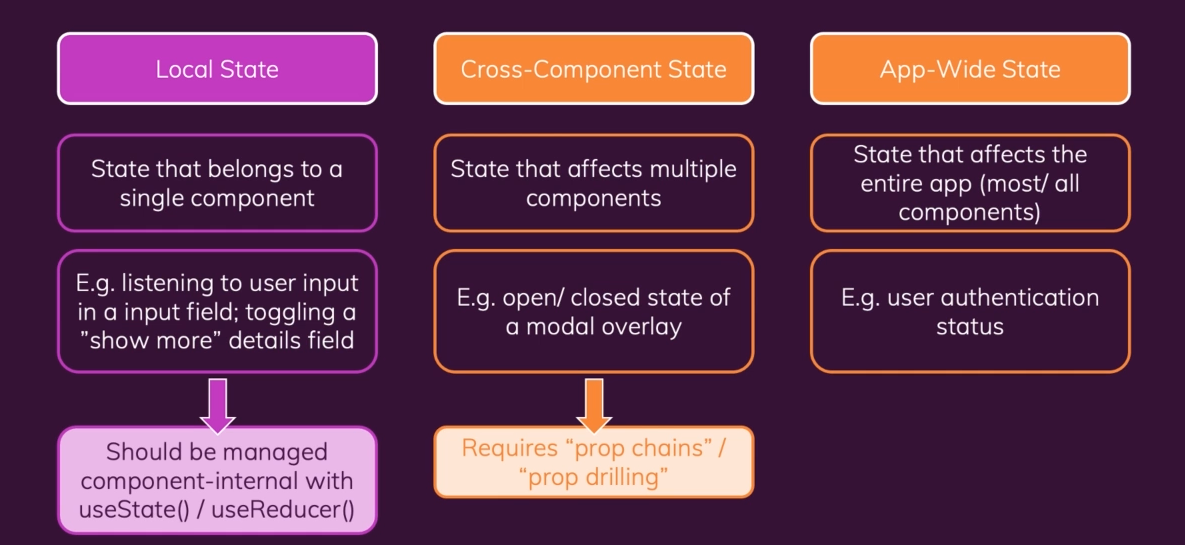 Local State
Cross-Component State
App-Wide State
State that belongs to a
single component
State that affects multiple
components
State that affects the
entire app (most/ all
components)
E.g. listening to user input
in a input field; toggling a
”show more” details field
E.g. open/ closed state of
a modal overlay
E.g. user authentication
status
Should be managed
component-internal with
useState() / useReducer()
Requires “prop chains” /
“prop drilling”